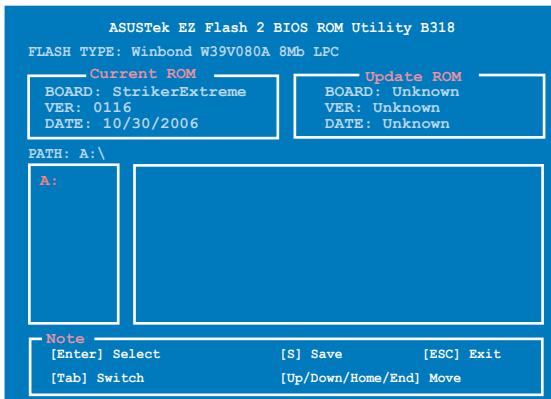 ASUSTek EZ Flash 2 BIOS ROM Utility B318
FLASH TYPE: Winbond W39V080A 8Mb LPC
Current ROM
BOARD: StrikerExtreme
VER: 0116
DATE: 10/30/2006
Update ROM
BOARD: Unknown
VER: Unknown
DATE: Unknown
PATH: A:\
A:
Note
[Enter] Select [S] Save [ESC] Exit
[Tab] Switch [Up/Down/Home/End] Move